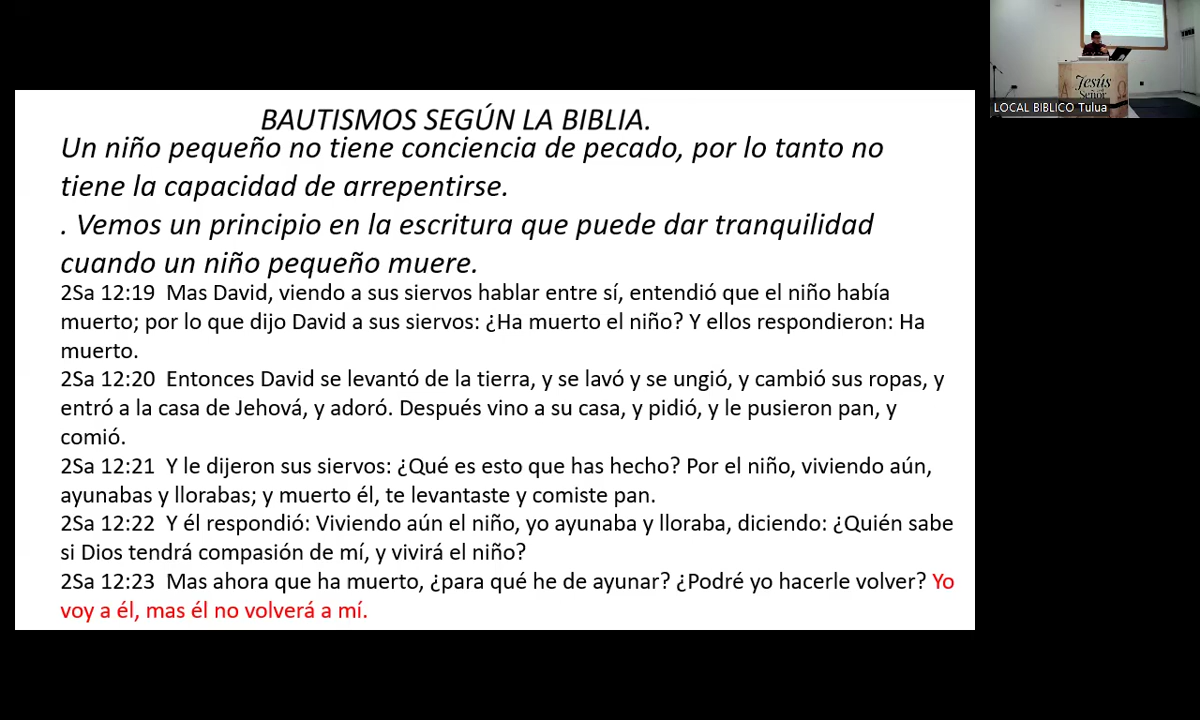 BAUTISMOS SEGÚN LA BIBLIA.
Un niño pequeño no tiene conciencia de pecado, por lo tanto no
tiene la capacidad de arrepentirse.
. Vemos un principio en la escritura que puede dar tranquilidad
cuando un niño pequeño muere.
2Sa 12:19 Mas David, viendo a sus siervos hablar entre sí, entendió que el niño había
muerto; por lo que dijo David a sus siervos: ¿Ha muerto el niño? Y ellos respondieron: Ha
muerto.
2Sa 12:20 Entonces David se levantó de la tierra, y se lavó y se ungió, y cambió sus ropas, y
entró a la casa de Jehová, y adoró. Después vino a su casa, y pidió, y le pusieron pan, y
comió.
2Sa 12:21 Y le dijeron sus siervos: ¿Qué es esto que has hecho? Por el niño, viviendo aún,
ayunabas y llorabas; y muerto él, te levantaste y comiste pan.
2Sa 12:22 Y él respondió: Viviendo aún el niño, yo ayunaba y lloraba, diciendo: ¿Quién sabe
si Dios tendrá compasión de mí, y vivirá el niño?
2Sa 12:23 Mas ahora que ha muerto, ¿para qué he de ayunar? ¿Podré yo hacerle volver? Yo
voy a él, mas él no volverá a mí.
Jesús
Señor
A Ω
LOCAL BIBLICO Tulua